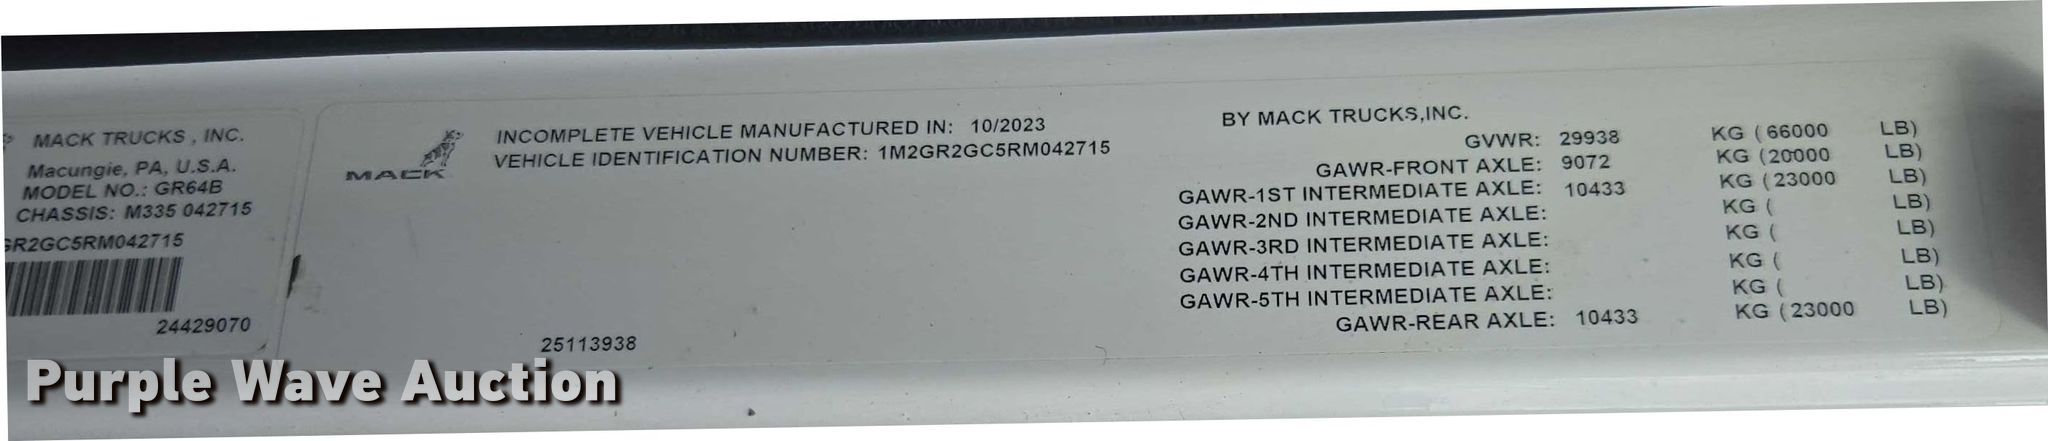 MACK TRUCKS , INC.
Macungie, PA, U.S.A.
MODEL NO.: GR64B
CHASSIS: M335 042715
GR2GC5RM042715
24429070
MACK
INCOMPLETE VEHICLE MANUFACTURED IN: 10/2023
VEHICLE IDENTIFICATION NUMBER: 1M2GR2GC5RM042715
25113938
BY MACK TRUCKS,INC.
GVWR: 29938 KG (66000 LB)
GAWR-FRONT AXLE: 9072 KG (20000 LB)
GAWR-1ST INTERMEDIATE AXLE: 10433 KG (23000 LB)
GAWR-2ND INTERMEDIATE AXLE: KG ( LB)
GAWR-3RD INTERMEDIATE AXLE: KG ( LB)
GAWR-4TH INTERMEDIATE AXLE: KG ( LB)
GAWR-5TH INTERMEDIATE AXLE: KG ( LB)
GAWR-REAR AXLE: 10433 KG (23000 LB)
Purple Wave Auction